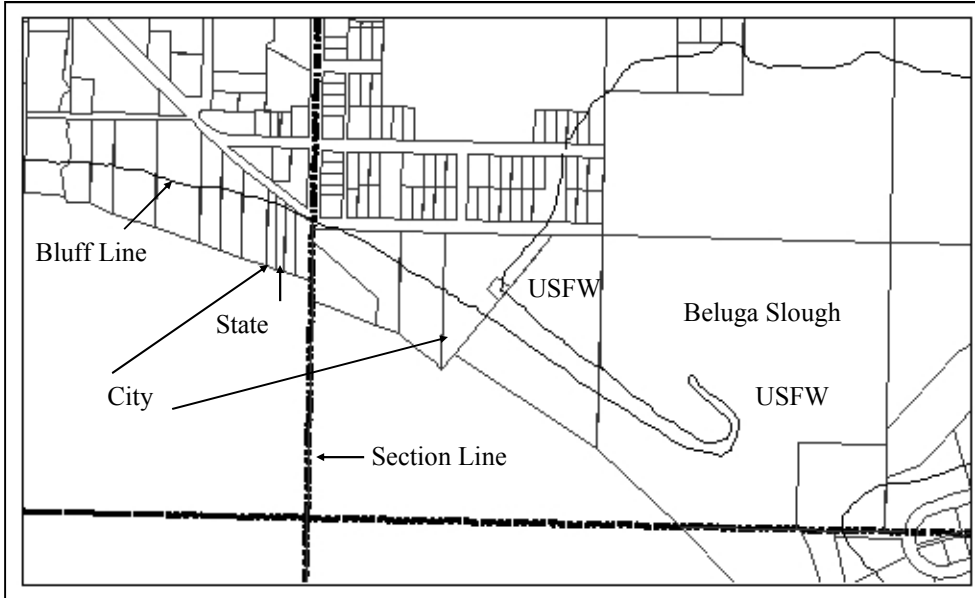 Bluff Line
USFW
Beluga Slough
State
City
USFW
Section Line